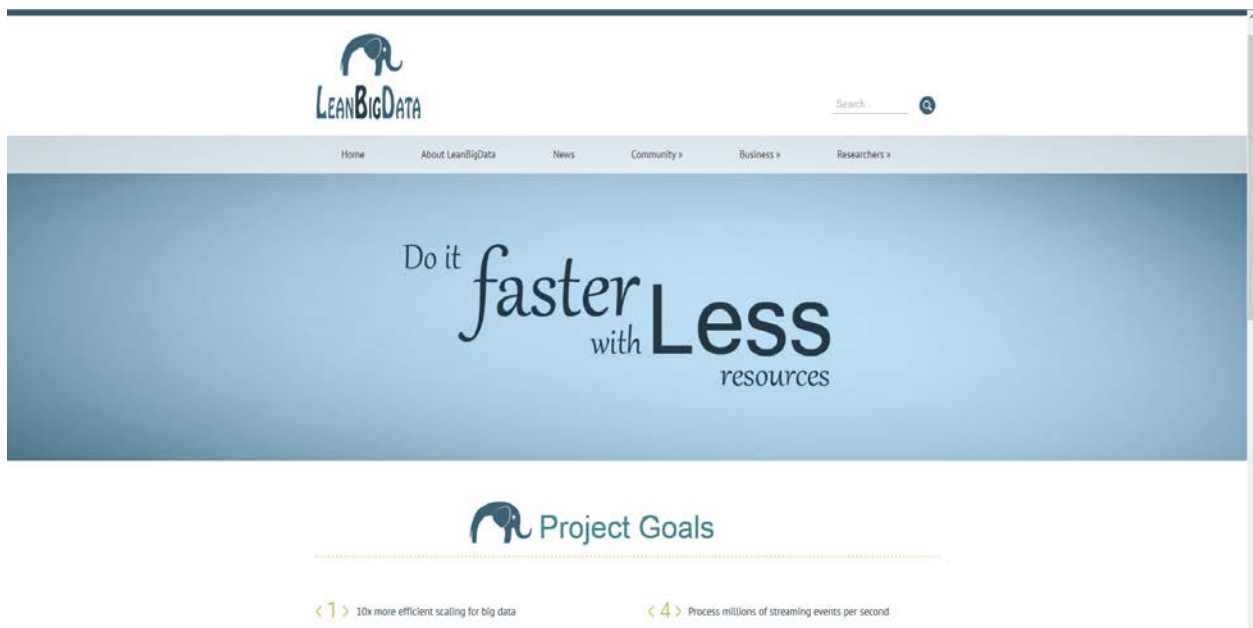 LeanBigData
Search...
Home About LeanBigData News Community » Business » Researchers »
Do it faster with Less resources
Project Goals
< 1 > 10x more efficient scaling for big data
< 4 > Process millions of streaming events per second